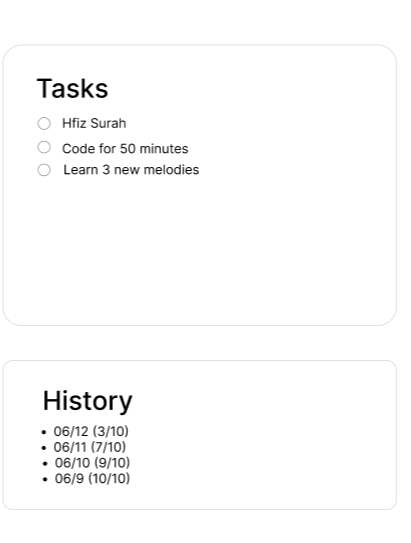 Tasks
Hfiz Surah
Code for 50 minutes
Learn 3 new melodies
History
• 06/12 (3/10)
• 06/11 (7/10)
• 06/10 (9/10)
• 06/9 (10/10)